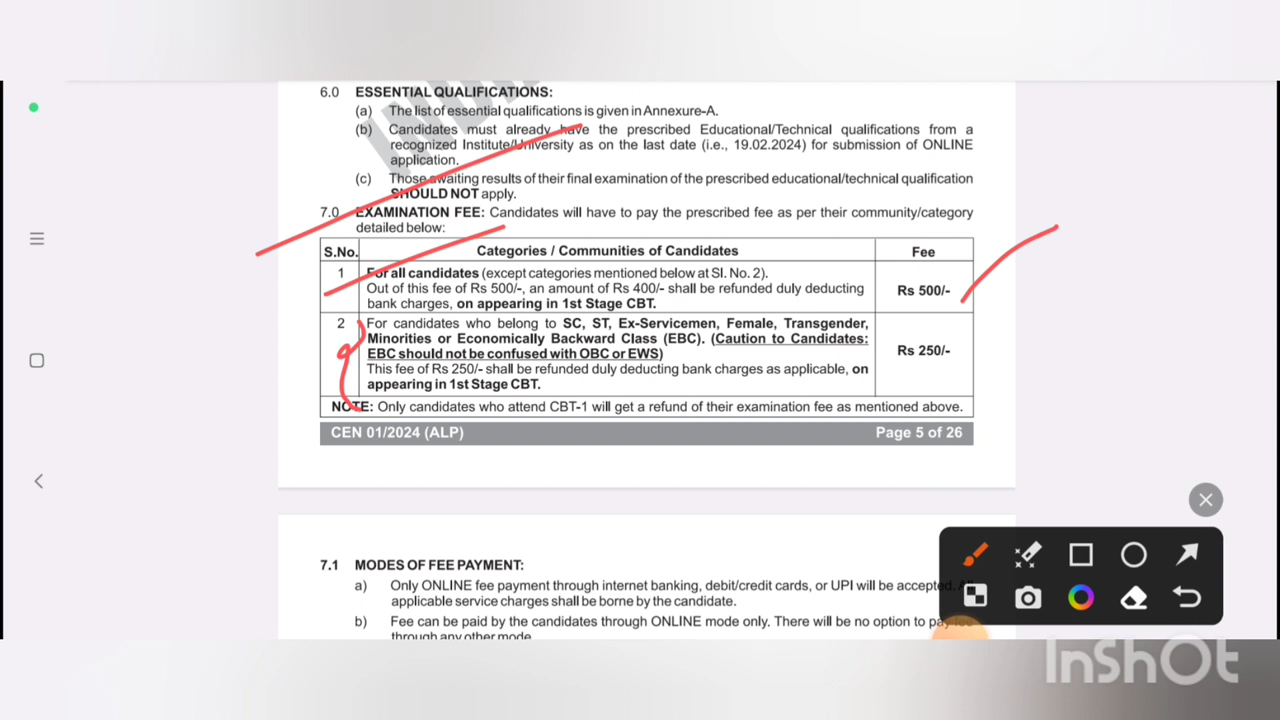 6.0 ESSENTIAL QUALIFICATIONS:
(a) The list of essential qualifications is given in Annexure-A.
(b) Candidates must already have the prescribed Educational/Technical qualifications from a
recognized Institute/University as on the last date (i.e., 19.02.2024) for submission of ONLINE
application.
(c) Those awaiting results of their final examination of the prescribed educational/technical qualification
SHOULD NOT apply.
7.0 EXAMINATION FEE: Candidates will have to pay the prescribed fee as per their community/category
detailed below:
S.No. Categories / Communities of Candidates Fee
1 For all candidates (except categories mentioned below at Sl. No. 2).
Out of this fee of Rs 500/-, an amount of Rs 400/- shall be refunded duly deducting
bank charges, on appearing in 1st Stage CBT.
Rs 500/-
2 For candidates who belong to SC, ST, Ex-Servicemen, Female, Transgender,
Minorities or Economically Backward Class (EBC). (Caution to Candidates:
EBC should not be confused with OBC or EWS)
This fee of Rs 250/- shall be refunded duly deducting bank charges as applicable, on
appearing in 1st Stage CBT.
Rs 250/-
NOTE: Only candidates who attend CBT-1 will get a refund of their examination fee as mentioned above.
CEN 01/2024 (ALP) Page 5 of 26
7.1 MODES OF FEE PAYMENT:
a) Only ONLINE fee payment through internet banking, debit/credit cards, or UPI will be accepted.
applicable service charges shall be borne by the candidate.
b) Fee can be paid by the candidates through ONLINE mode only. There will be no option to pay fee
through any other mode
InShOt